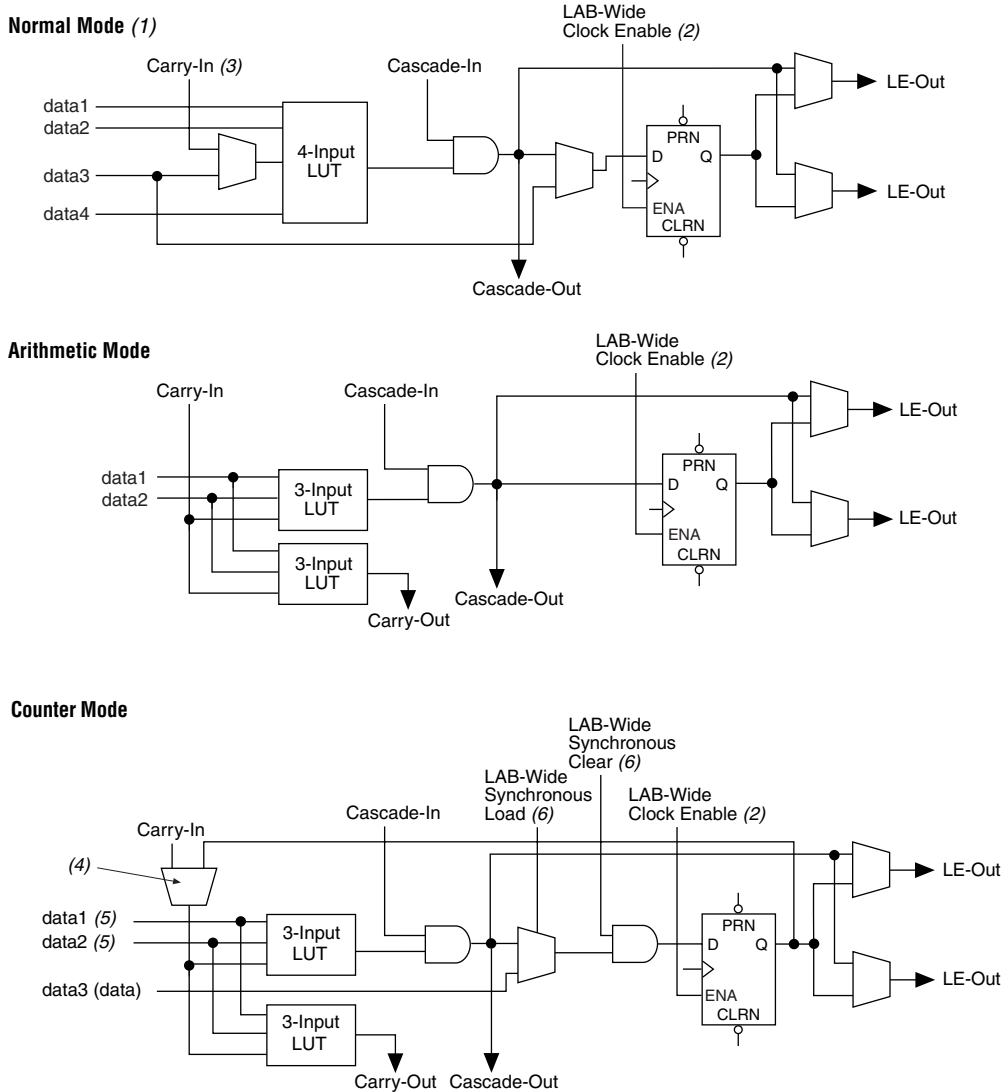 Normal Mode (1)
LAB-Wide
Clock Enable (2)
Carry-In (3)
Cascade-In
LE-Out
data1
data2
4-Input
LUT
PRN
D
Q
data3
LE-Out
data4
ENA
CLRN
Cascade-Out
Arithmetic Mode
LAB-Wide
Clock Enable (2)
Carry-In
Cascade-In
LE-Out
PRN
data1
3-Input
LUT
D
Q
data2
LE-Out
ENA
3-Input
LUT
CLRN
Cascade-Out
Carry-Out
Counter Mode
LAB-Wide
Synchronous
Clear (6)
LAB-Wide
Synchronous
Load (6)
LAB-Wide
Clock Enable (2)
Cascade-In
Carry-In
(4)
LE-Out
data1 (5)
data2 (5)
3-Input
LUT
PRN
D
Q
data3 (data)
LE-Out
ENA
CLRN
3-Input
LUT
Carry-Out
Cascade-Out